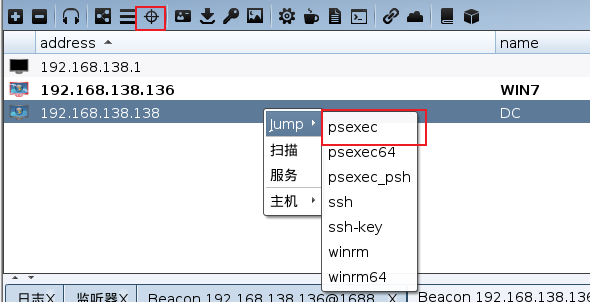 address name
192.168.138.1
192.168.138.136 WIN7
192.168.138.138 DC
Jump
扫描
服务
主机
psexec
psexec64
psexec_psh
ssh
ssh-key
winrm
winrm64
日志X 监听器X Beacon 192.168.138.136@1688 X Beacon 192.168.138.13